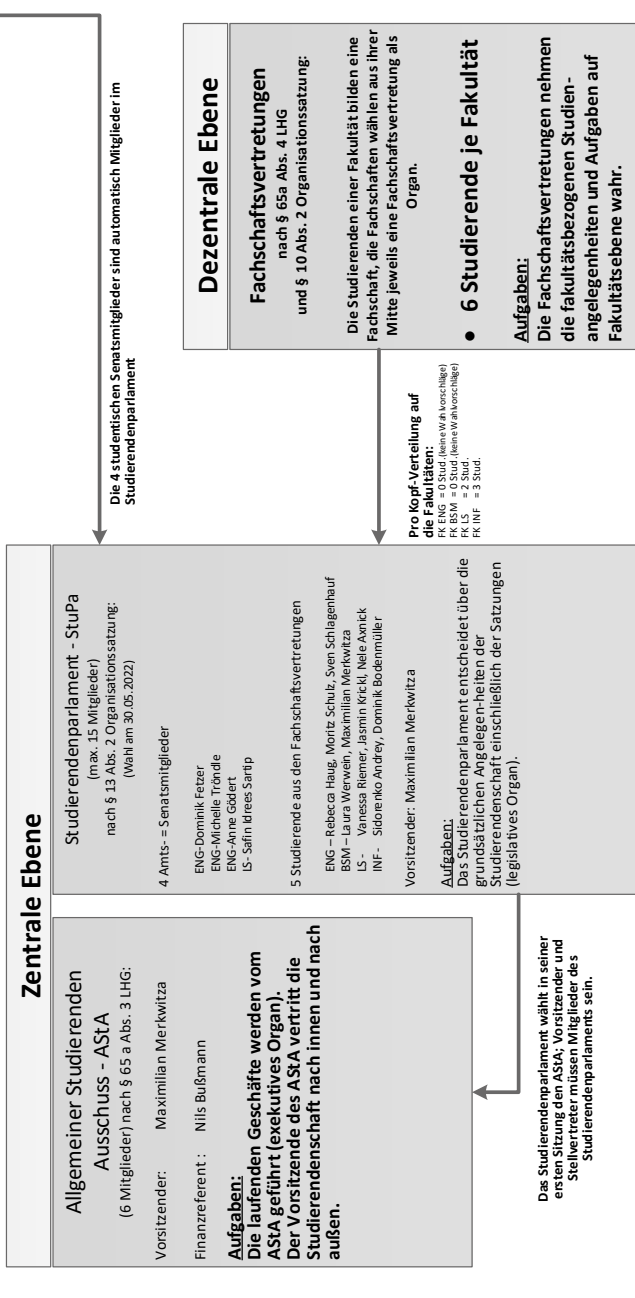 Zentrale Ebene
Allgemeiner Studierenden
Ausschuss - AStA
(6 Mitglieder) nach § 65 a Abs. 3 LHG:
Vorsitzender: Maximilian Merkwitza
Finanzreferent : Nils Bußmann
Aufgaben:
Die laufenden Geschäfte werden vom
AStA geführt (exekutives Organ).
Der Vorsitzende des AStA vertritt die
Studierendenschaft nach innen und nach
außen.
Das Studierendenparlament wählt in seiner
ersten Sitzung den AStA; Vorsitzender und
Stellvertreter müssen Mitglieder des
Studierendenparlaments sein.
Studierendenparlament - StuPa
(max. 15 Mitglieder)
nach § 13 Abs. 2 Organisationssatzung:
(Wahl am 30.05.2022)
4 Amts- = Senatsmitglieder
ENG-Dominik Fetzer
ENG-Michelle Tröndle
ENG-Anne Gödert
LS- Safin Idrees Sartip
5 Studierende aus den Fachschaftsvertretungen
ENG – Rebecca Haug, Moritz Schulz, Sven Schlagenhauf
BSM – Laura Werwein, Maximilian Merkwitza
LS - Vanessa Riemer, Jasmin Krickl, Nele Axnick
INF - Sidorenko Andrey, Dominik Bodenmüller
Vorsitzender: Maximilian Merkwitza
Aufgaben:
Das Studierendenparlament entscheidet über die
grundsätzlichen Angelegen-heiten der
Studierendenschaft einschließlich der Satzungen
(legislatives Organ).
Die 4 studentischen Senatsmitglieder sind automatisch Mitglieder im
Studierendenparlament
Pro Kopf-Verteilung auf
die Fakultäten:
FK ENG = 0 Stud.(keine Wahlvorschläge)
FK BSM = 0 Stud.(keine Wahlvorschläge)
FK LS = 2 Stud.
FK INF = 3 Stud.
Dezentrale Ebene
Fachschaftsvertretungen
nach § 65a Abs. 4 LHG
und § 10 Abs. 2 Organisationssatzung:
Die Studierenden einer Fakultät bilden eine
Fachschaft, die Fachschaften wählen aus ihrer
Mitte jeweils eine Fachschaftsvertretung als
Organ.
• 6 Studierende je Fakultät
Aufgaben:
Die Fachschaftsvertretungen nehmen
die fakultätsbezogenen Studien-
angelegenheiten und Aufgaben auf
Fakultätsebene wahr.